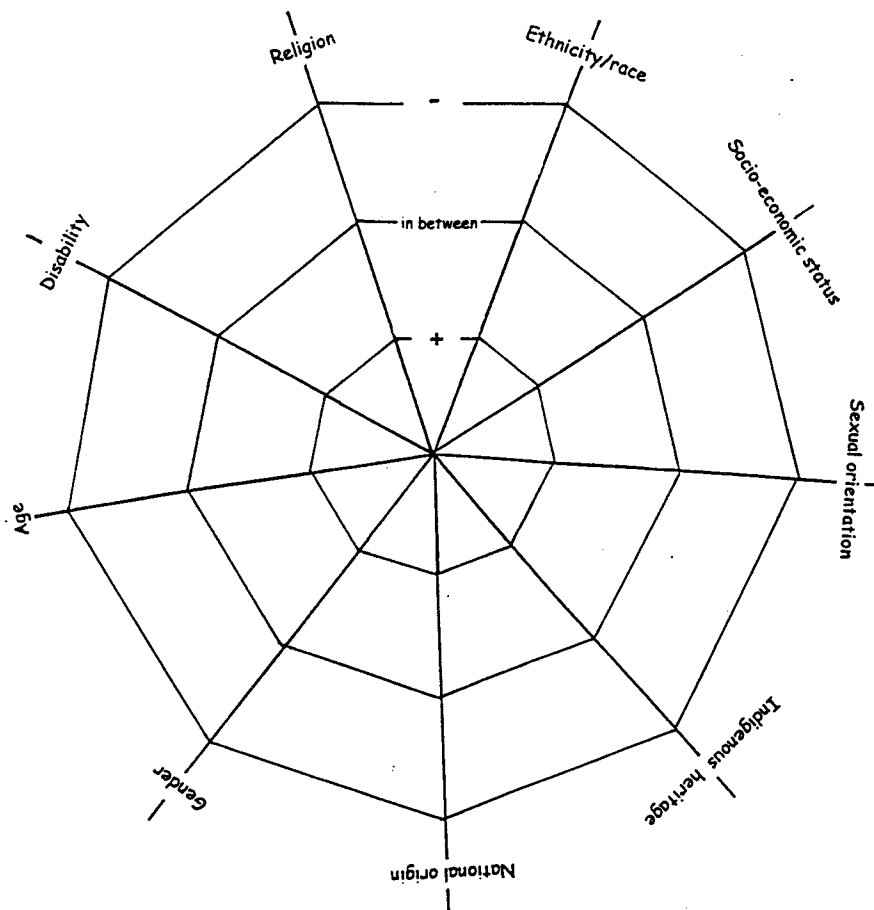 Religion
Ethnicity/race
-
Socio-economic status
in between
Disability
+
Sexual orientation
Age
Indigenous heritage
Gender
National origin